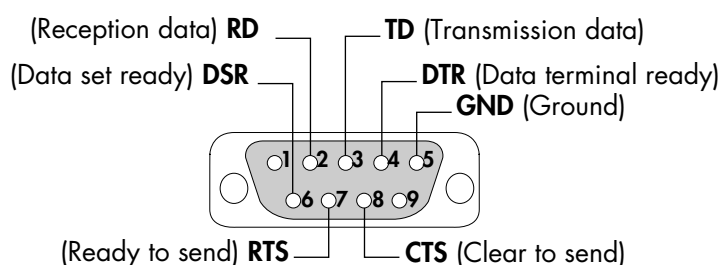 (Reception data) RD
TD (Transmission data)
(Data set ready) DSR
DTR (Data terminal ready)
GND (Ground)
1 2 3 4 5
6 7 8 9
(Ready to send) RTS
CTS (Clear to send)